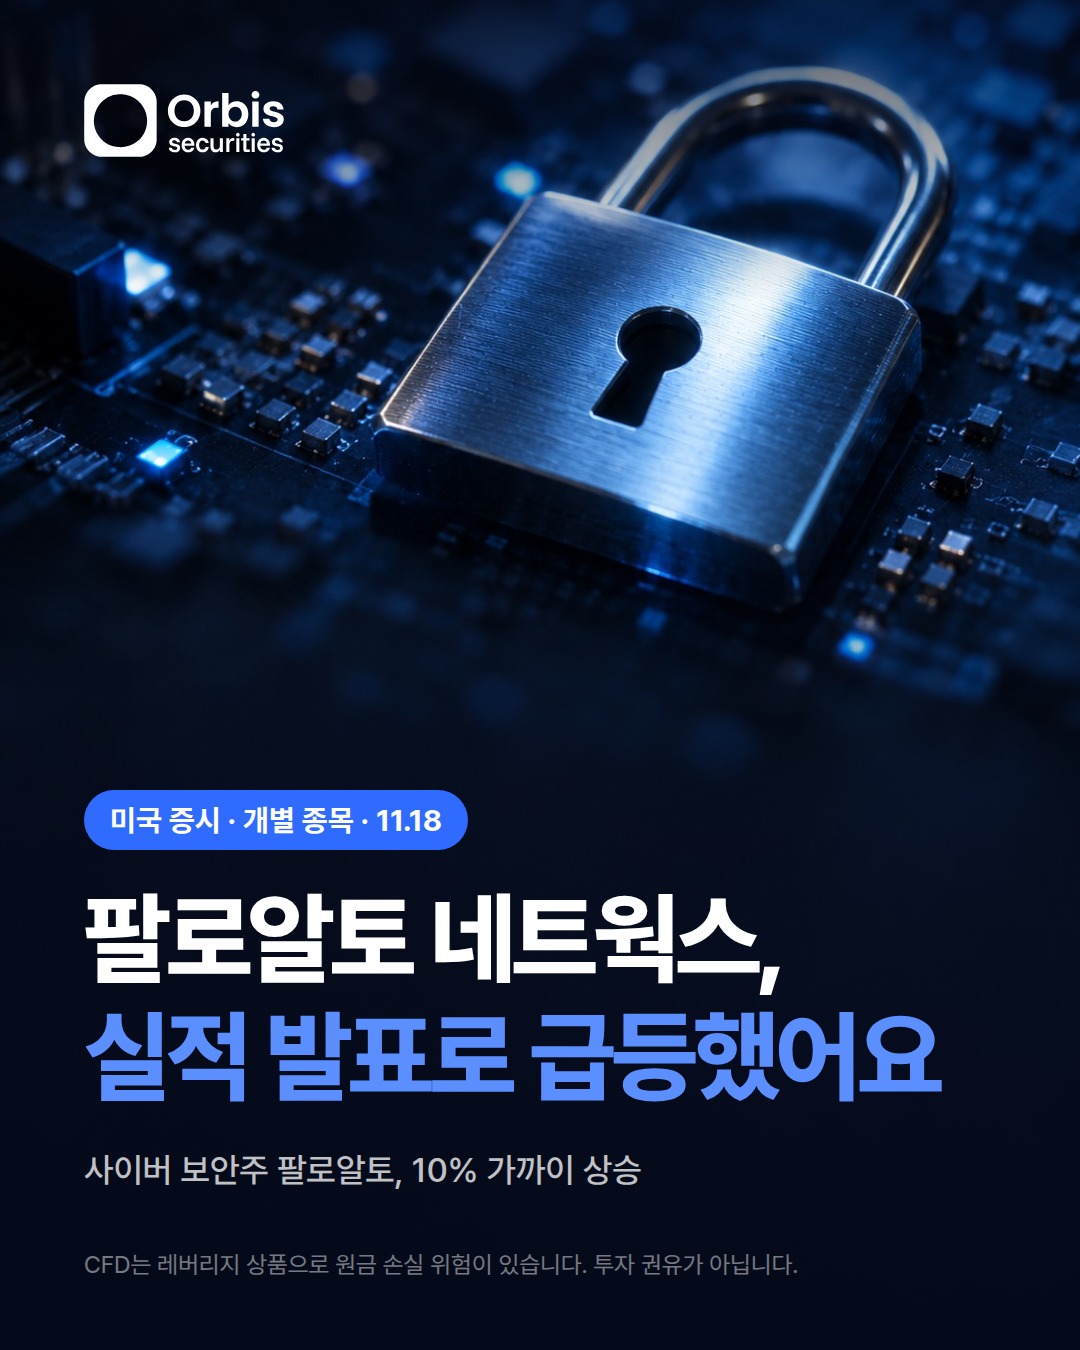 Orbis
securities
미국 증시 · 개별 종목 · 11.18
팔로알토 네트웍스,
실적 발표로 급등했어요
사이버 보안주 팔로알토, 10% 가까이 상승
CFD는 레버리지 상품으로 원금 손실 위험이 있습니다. 투자 권유가 아닙니다.